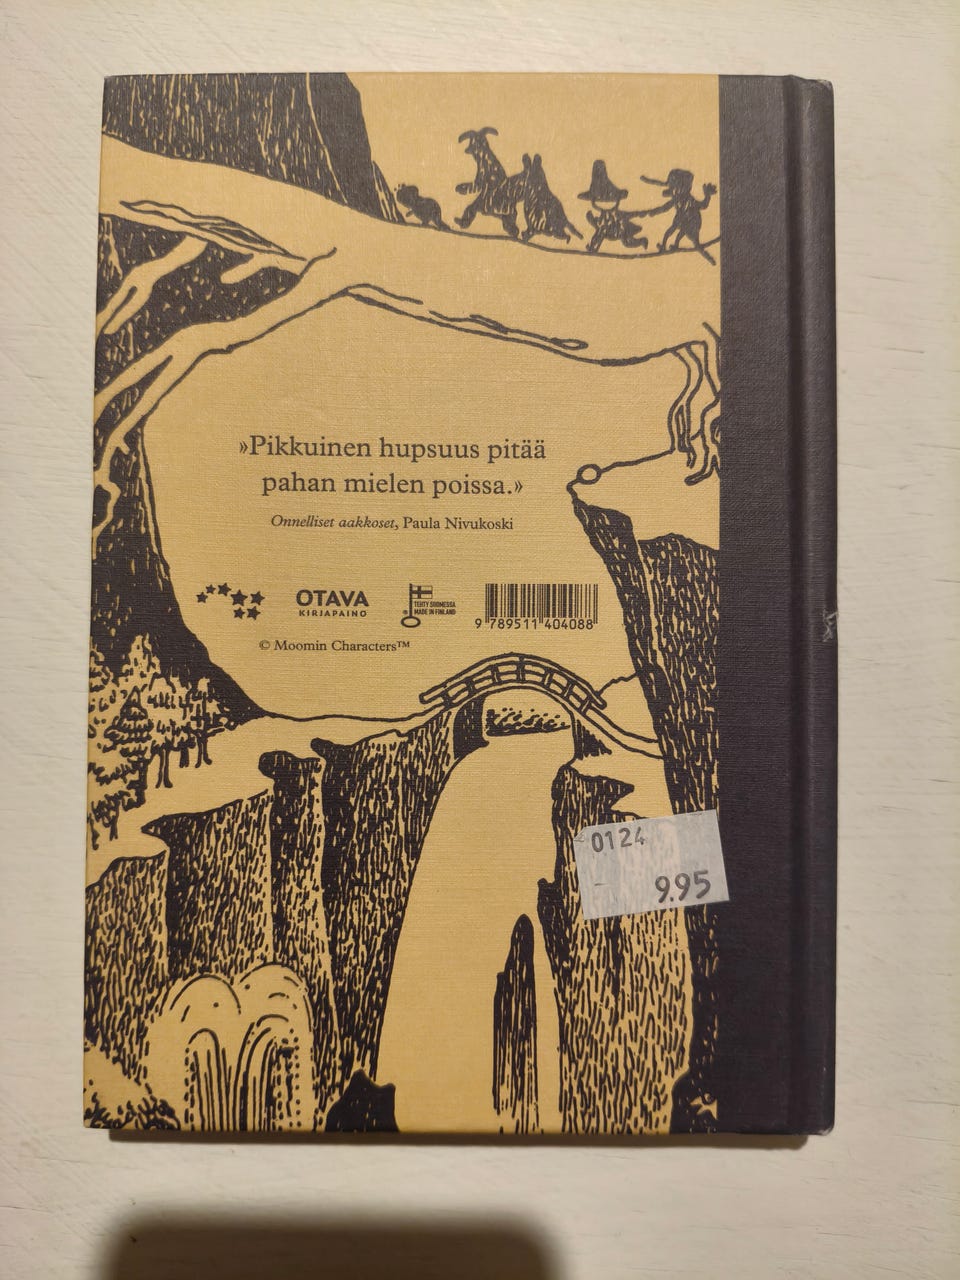 »Pikkuinen hupsuus pitää
pahan mielen poissa.»
Onnelliset aakkoset, Paula Nivukoski
OTAVA
KIRJAPAINO
TEHTY SUOMESSA
MADE IN FINLAND
9 789511 404088
© Moomin Characters™
0124
9.95